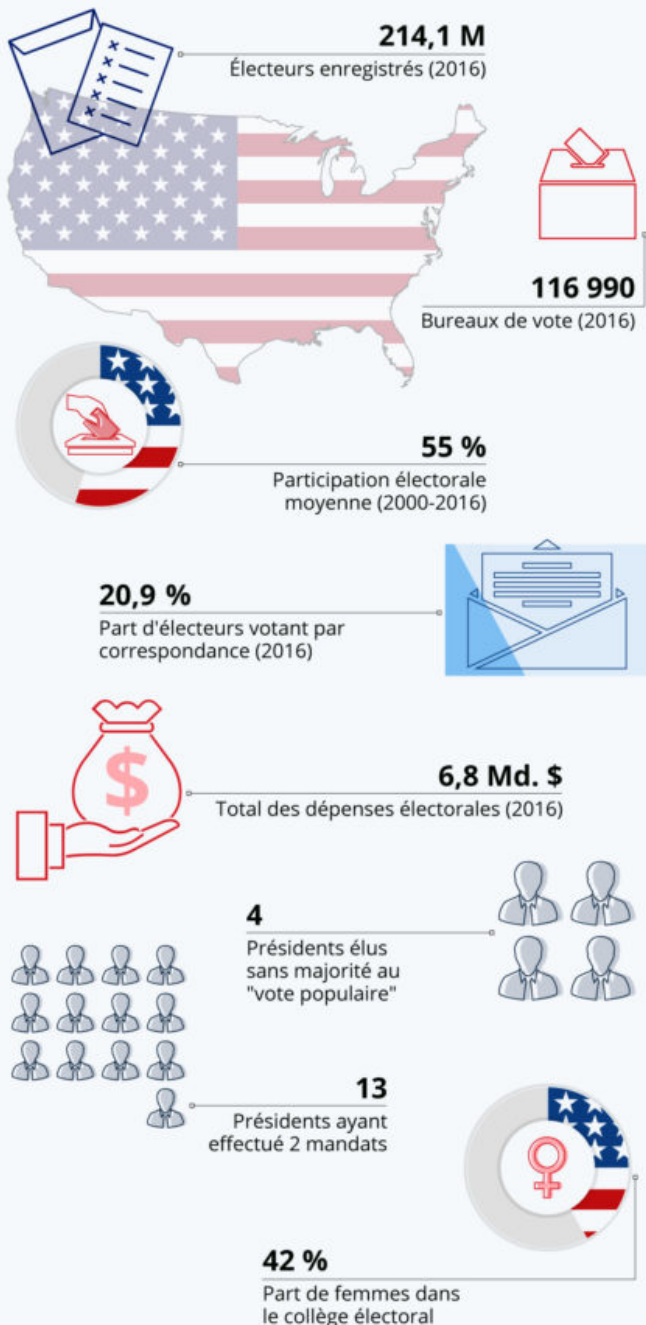 214,1 M
Électeurs enregistrés (2016)
116 990
Bureaux de vote (2016)
55 %
Participation électorale
moyenne (2000-2016)
20,9 %
Part d'électeurs votant par
correspondance (2016)
$
6,8 Md. $
Total des dépenses électorales (2016)
4
Présidents élus
sans majorité au
"vote populaire"
13
Présidents ayant
effectué 2 mandats
42 %
Part de femmes dans
le collège électoral